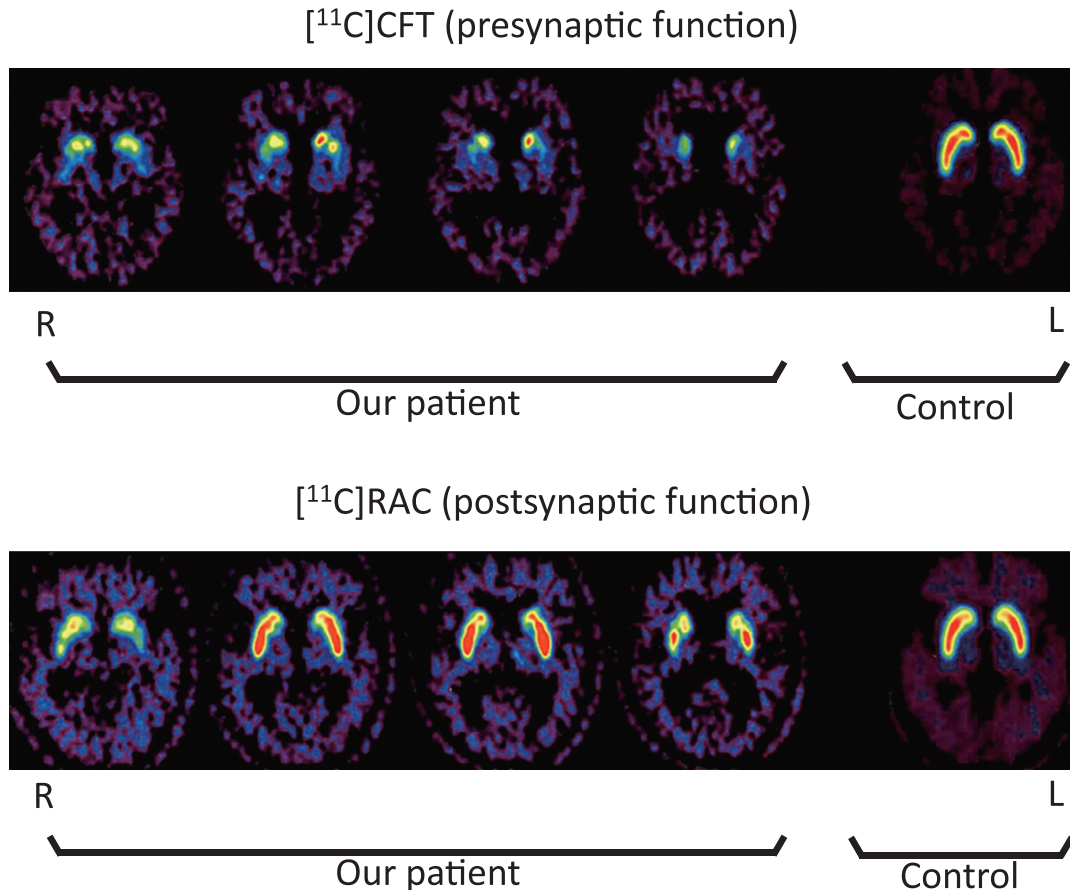 [¹¹C]CFT (presynaptic function)
R
L
Our patient
Control
[¹¹C]RAC (postsynaptic function)
R
L
Our patient
Control